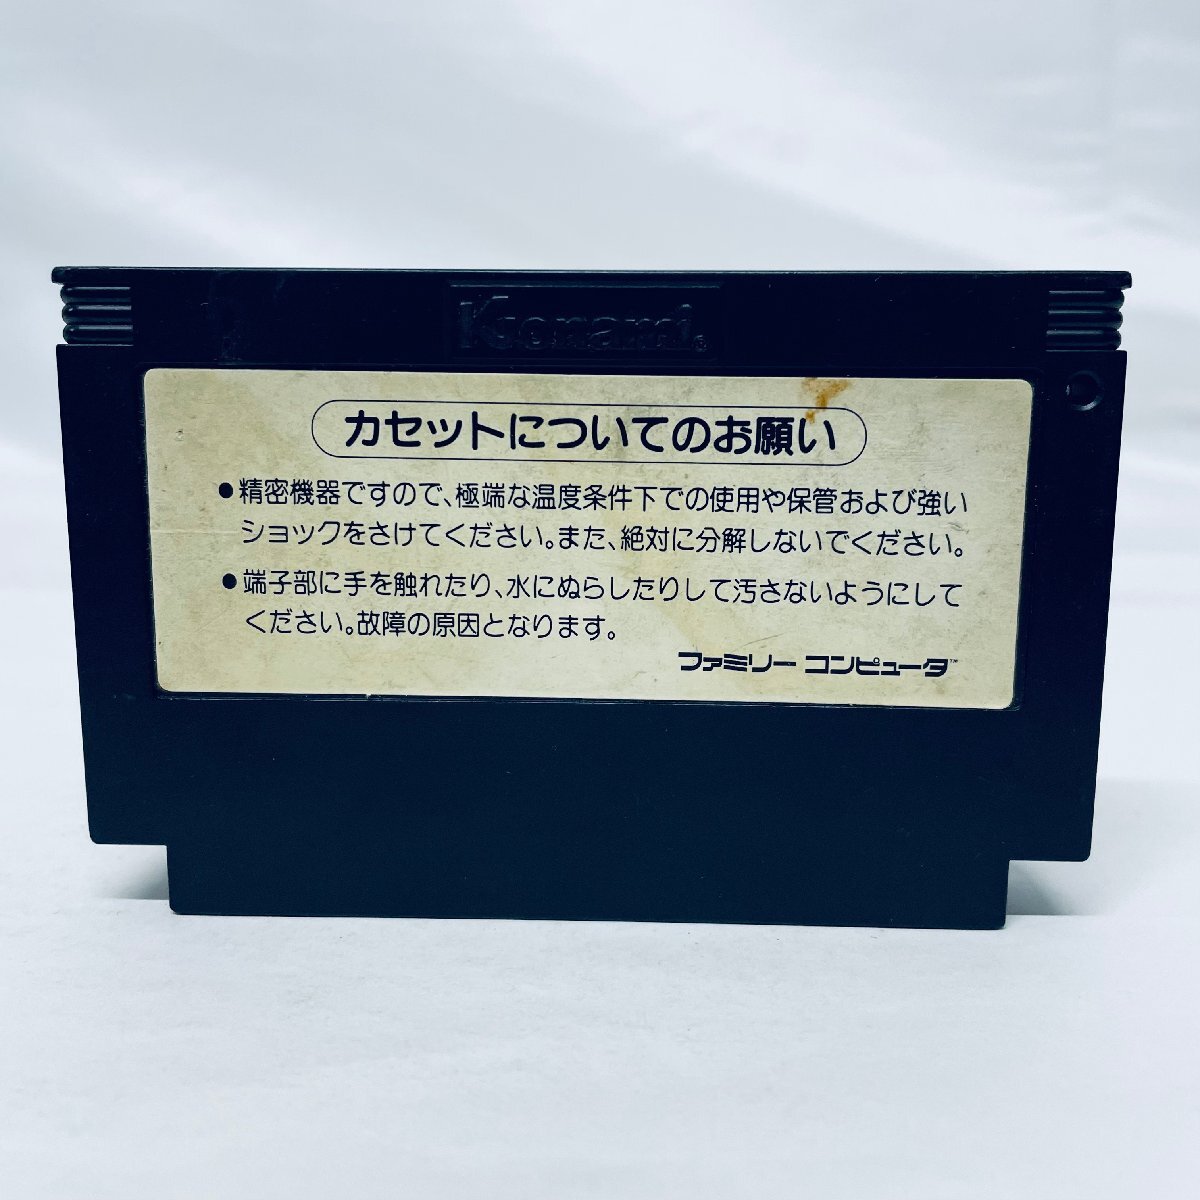 Konami®
カセットについてのお願い
●精密機器ですので、極端な温度条件下での使用や保管および強い
ショックをさけてください。また、絶対に分解しないでください。
●端子部に手を触れたり、水にぬらしたりして汚さないようにして
ください。故障の原因となります。
ファミリー コンピュータ™